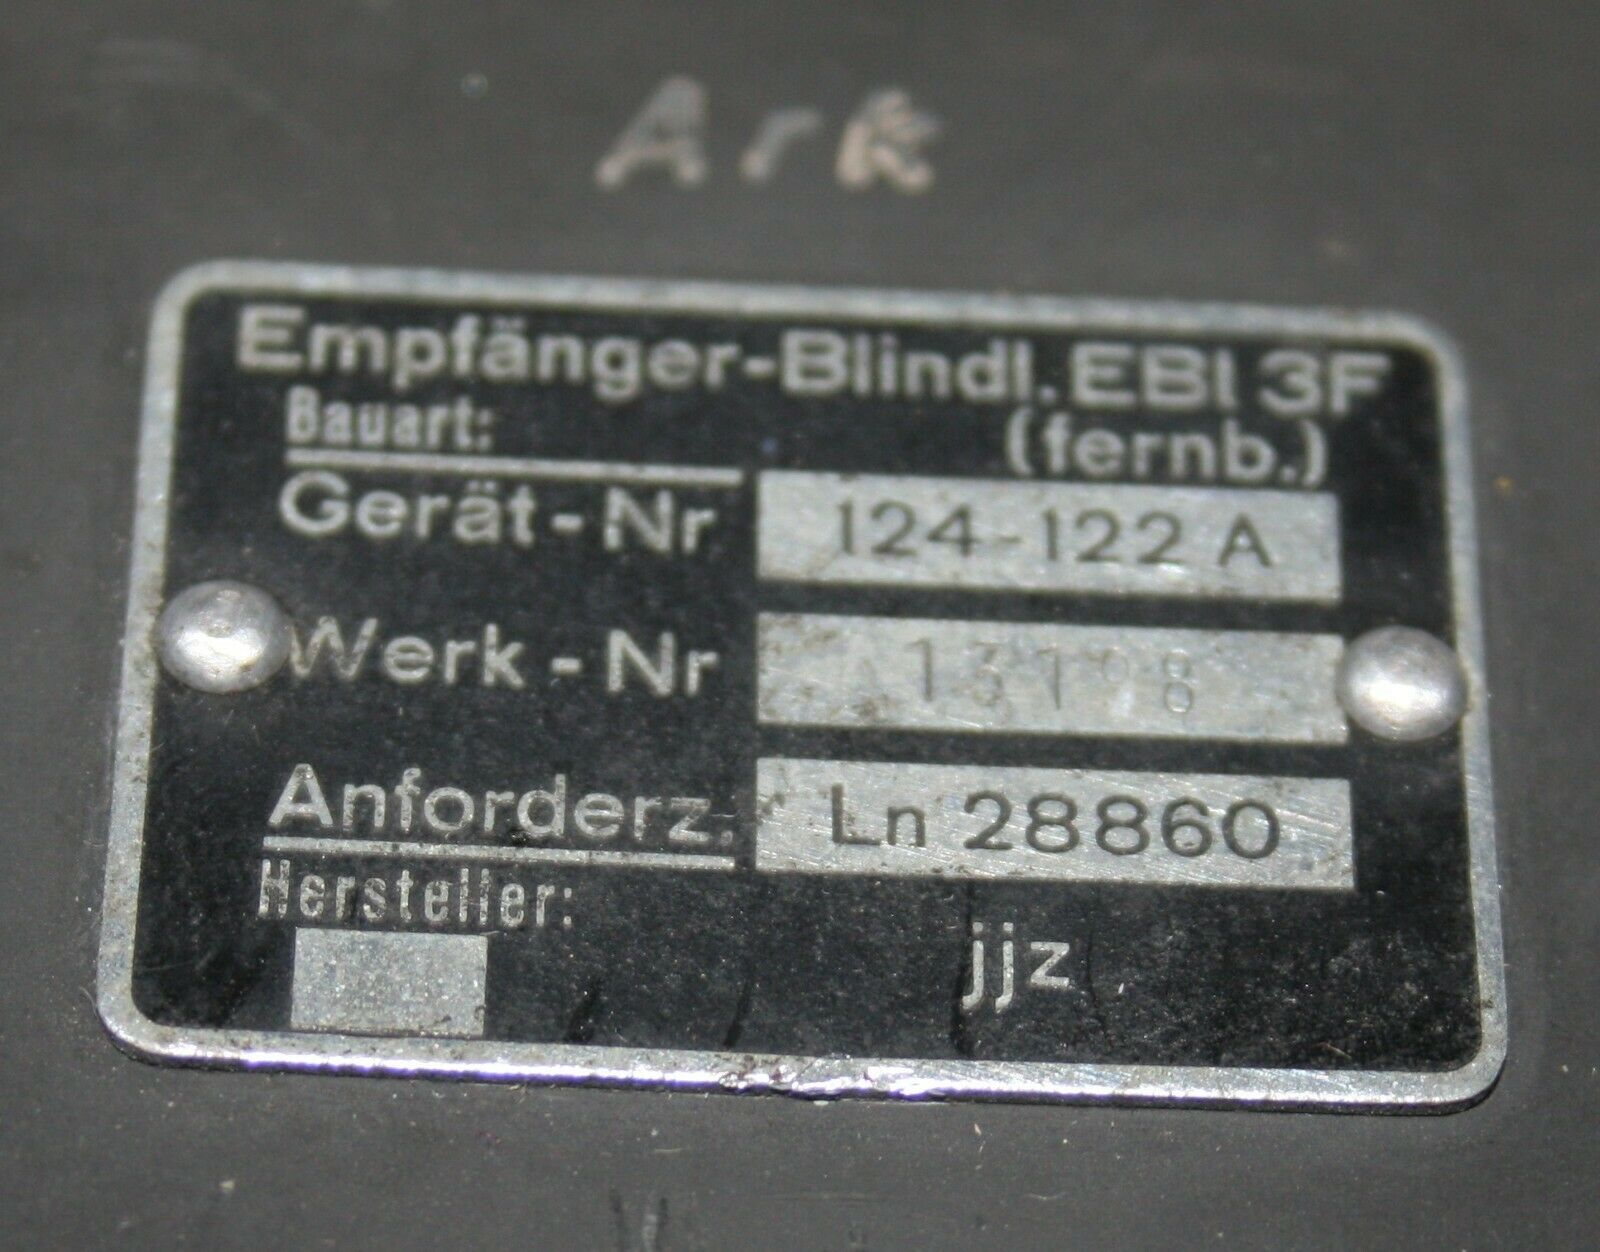 Ark
Empfänger-Blindl. EBl 3F
Bauart: (fernb.)
Gerät-Nr 124-122 A
Werk-Nr
Anforderz. Ln 28860
Hersteller:
jjz